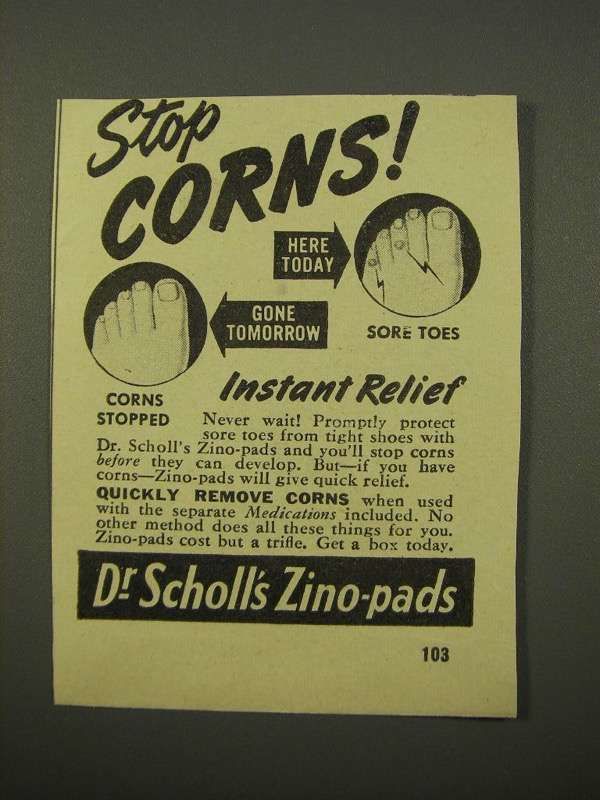 Stop
CORNS!
HERE
TODAY
SORE TOES
GONE
TOMORROW
CORNS
STOPPED
Instant Relief
Never wait! Promptly protect
sore toes from tight shoes with
Dr. Scholl's Zino-pads and you'll stop corns
before they can develop. But—if you have
corns—Zino-pads will give quick relief.
QUICKLY REMOVE CORNS when used
with the separate Medications included. No
other method does all these things for you.
Zino-pads cost but a trifle. Get a box today.
Dr Scholl's Zino-pads
103